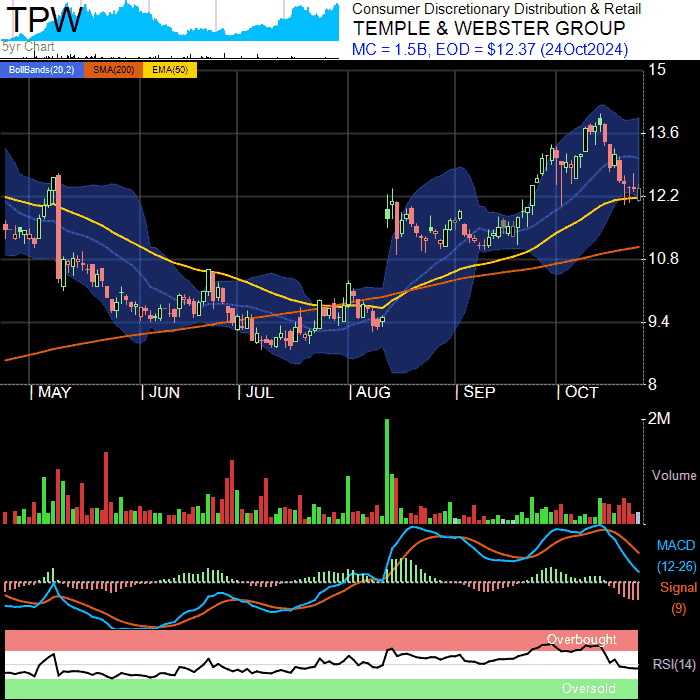 TPW
5yr Chart
Consumer Discretionary Distribution & Retail
TEMPLE & WEBSTER GROUP
MC = 1.5B, EOD = $12.37 (24Oct2024)
BollBands(20,2) SMA(200) EMA(50)
15
13.6
12.2
10.8
9.4
8
MAY JUN JUL AUG SEP OCT
2M
Volume
MACD
(12-26)
Signal
(9)
Overbought
RSI(14)
Oversold